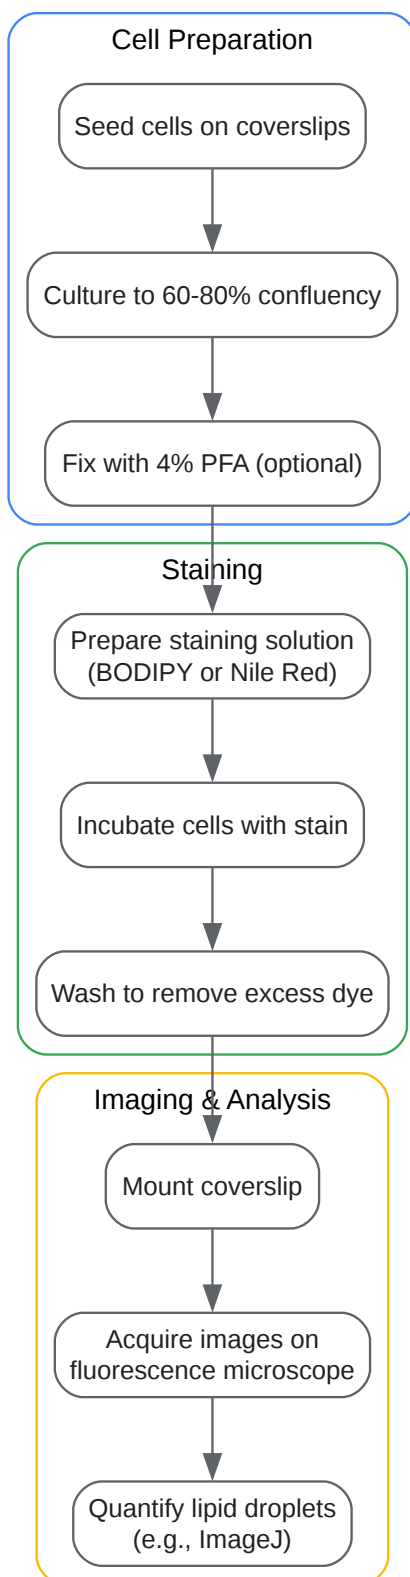 Cell Preparation
Seed cells on coverslips
Culture to 60-80% confluency
Fix with 4% PFA (optional)
Staining
Prepare staining solution
(BODIPY or Nile Red)
Incubate cells with stain
Wash to remove excess dye
Imaging & Analysis
Mount coverslip
Acquire images on
fluorescence microscope
Quantify lipid droplets
(e.g., ImageJ)